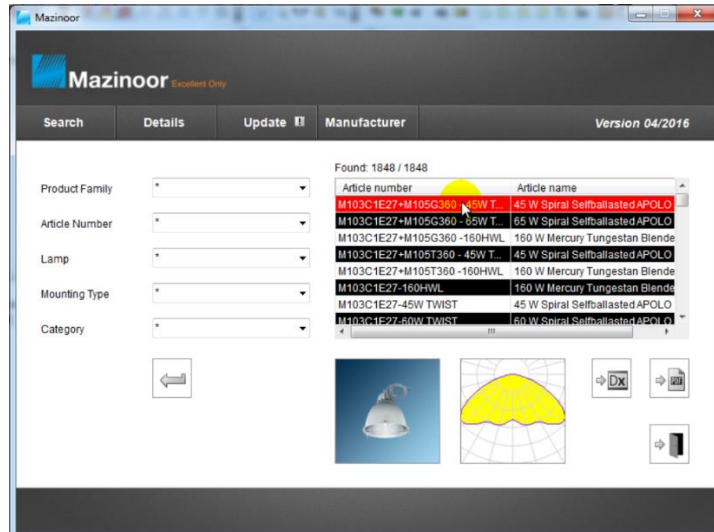 Mazinoor
Mazinoor Excellent Only
Search Details Update Manufacturer Version 04/2016
Found: 1848 / 1848
Article number Article name
Product Family *
M103C1E27+M105G360 - 45W T... 45 W Spiral Selfballasted APOLO
Article Number *
M103C1E27+M105G360 - 65W T... 65 W Spiral Selfballasted APOLO
M103C1E27+M105G360 -160HWL 160 W Mercury Tungestan Blende
Lamp *
M103C1E27+M105T360 - 45W T... 45 W Spiral Selfballasted APOLO
M103C1E27+M105T360 -160HWL 160 W Mercury Tungestan Blende
Mounting Type *
M103C1E27-160HWL 160 W Mercury Tungestan Blende
M103C1E27-45W TWIST 45 W Spiral Selfballasted APOLO
Category *
M103C1E27-60W TWIST 60 W Spiral Selfballasted APOLO
Dx PDF